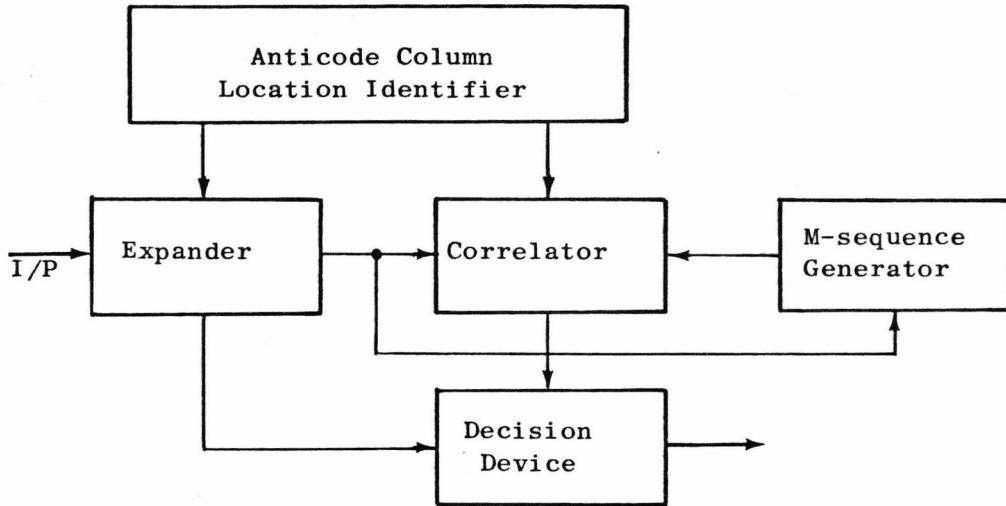 Anticode Column
Location Identifier
I/P
Expander
Correlator
M-sequence
Generator
Decision
Device